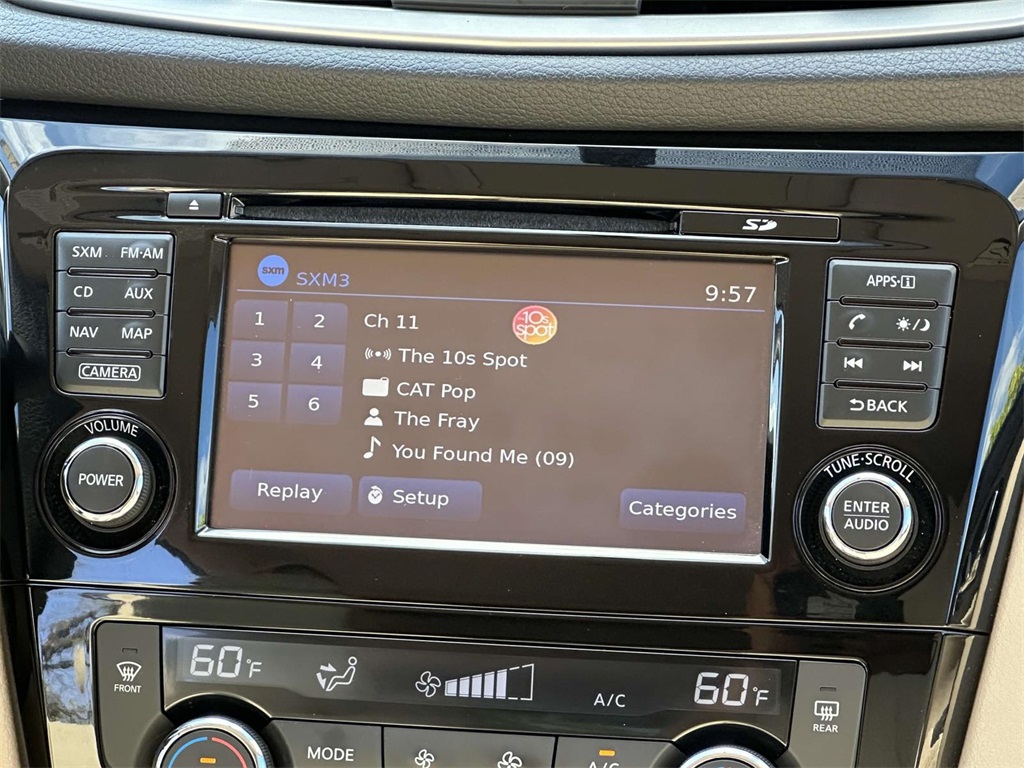 SD
SXM FM·AM
CD AUX
NAV MAP
CAMERA
VOLUME
POWER
sxm SXM3
9:57
1 2
3 4
5 6
Ch 11
10s
spot
The 10s Spot
CAT Pop
The Fray
You Found Me (09)
Replay
Setup
Categories
APPS·i
BACK
TUNE·SCROLL
ENTER
AUDIO
FRONT
60°F
A/C
60°F
REAR
MODE
A/C